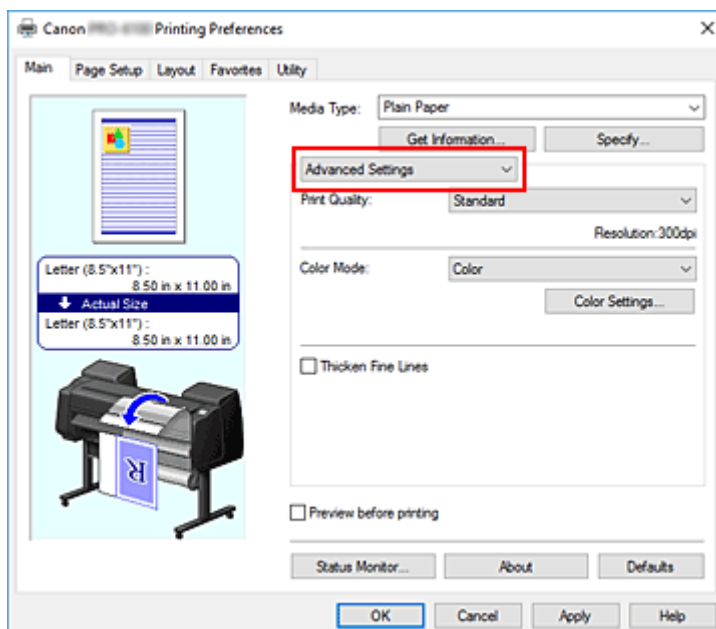 Canon Printing Preferences
Main Page Setup Layout Favorites Utility
Media Type: Plain Paper
Get Information... Specify...
Advanced Settings
Print Quality: Standard
Resolution:300dpi
Color Mode: Color
Color Settings...
Thicken Fine Lines
Letter (8.5"x11") :
8.50 in x 11.00 in
Actual Size
Letter (8.5"x11") :
8.50 in x 11.00 in
R
Preview before printing
Status Monitor... About Defaults
OK Cancel Apply Help